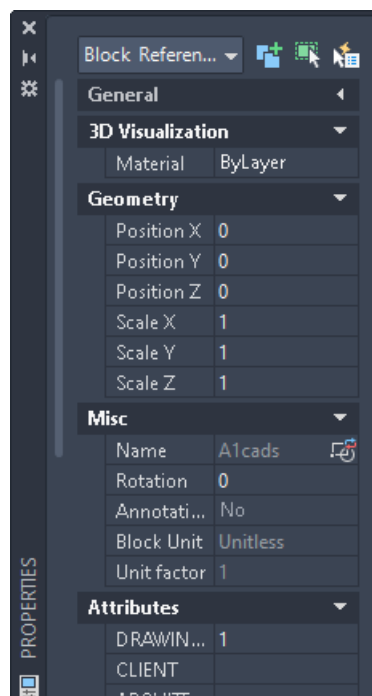 Block Referen...
General
3D Visualization
Material ByLayer
Geometry
Position X 0
Position Y 0
Position Z 0
Scale X 1
Scale Y 1
Scale Z 1
Misc
Name A1cads
Rotation 0
Annotati... No
Block Unit Unitless
Unit factor 1
Attributes
DRAWIN... 1
CLIENT
PROPERTIES